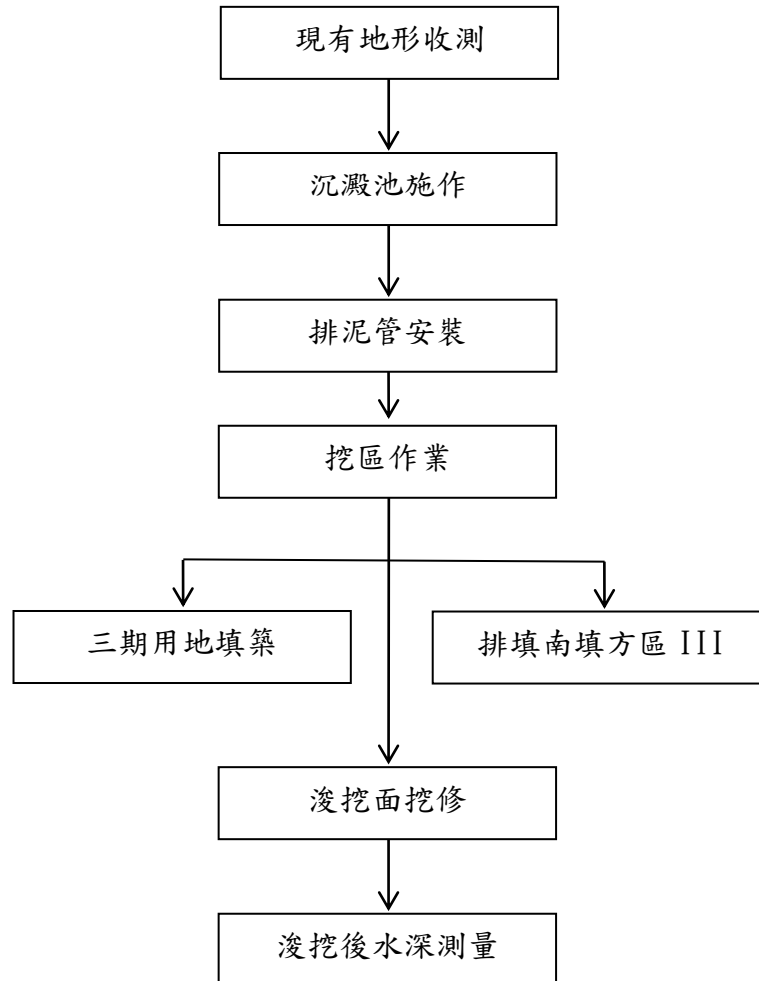 現有地形收測
沉澱池施作
排泥管安裝
挖區作業
三期用地填築
排填南填方區 III
浚挖面挖修
浚挖後水深測量